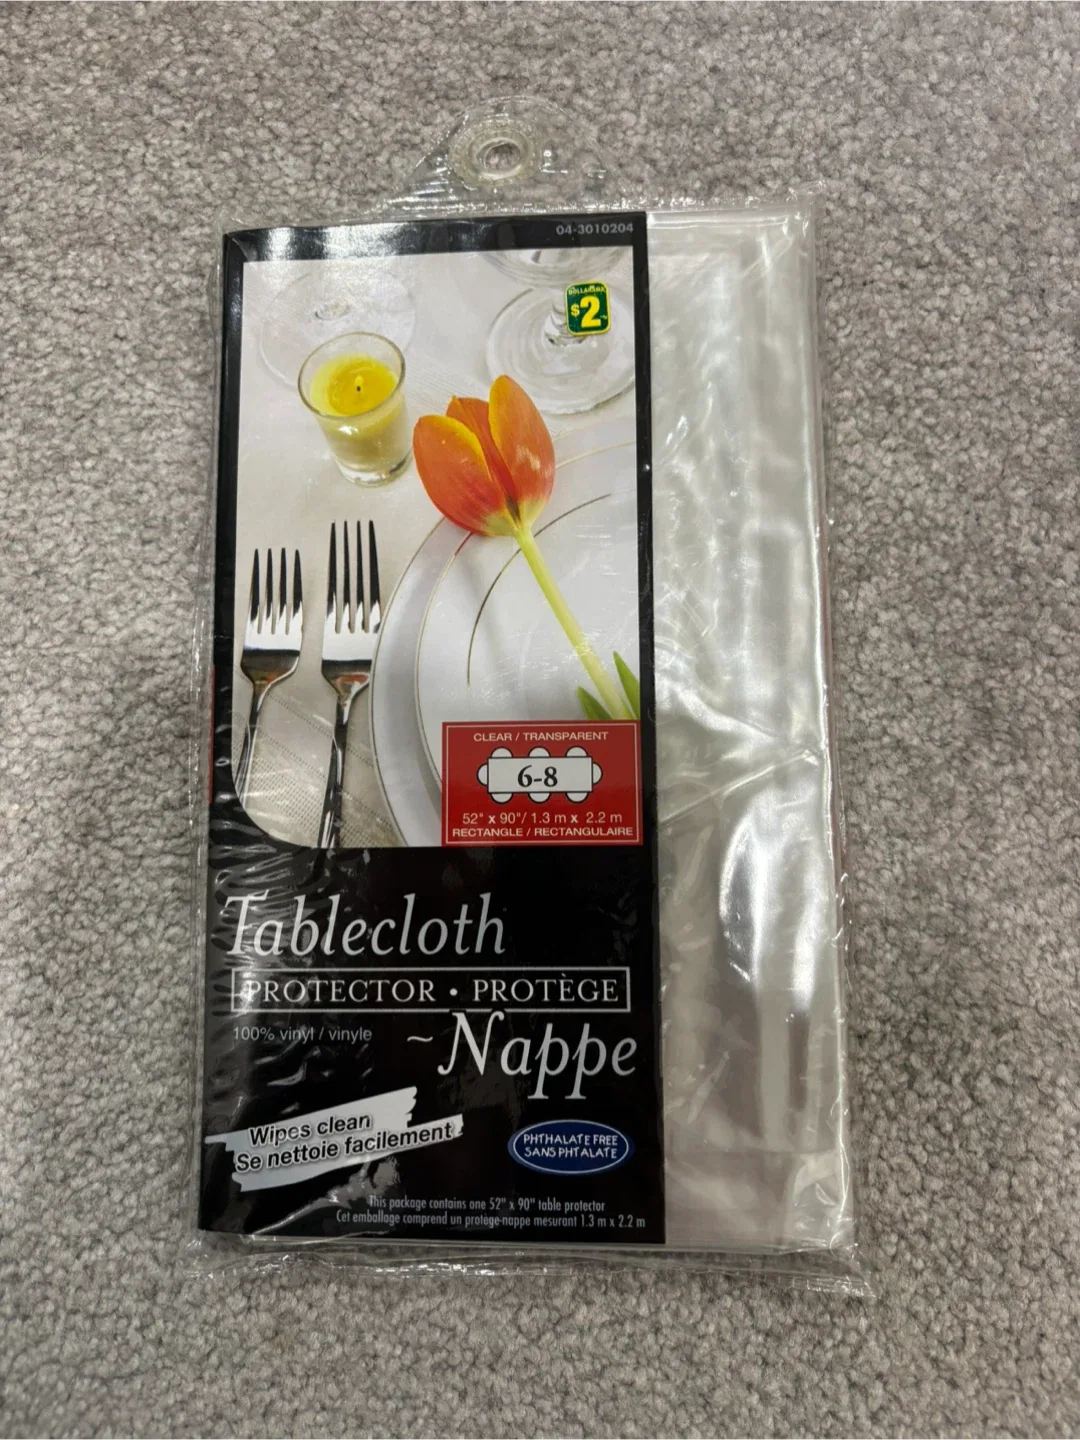 04-3010204
DOLLARAMA
$2
CLEAR / TRANSPARENT
6-8
52" x 90"/ 1.3 m x 2.2 m
RECTANGLE / RECTANGULAIRE
Tablecloth
PROTECTOR • PROTÈGE
~Nappe
100% vinyl / vinyle
Wipes clean
Se nettoie facilement
PHTHALATE FREE
SANS PHTALATE
This package contains one 52" x 90" table protector
Cet emballage comprend un protège-nappe mesurant 1.3 m x 2.2 m